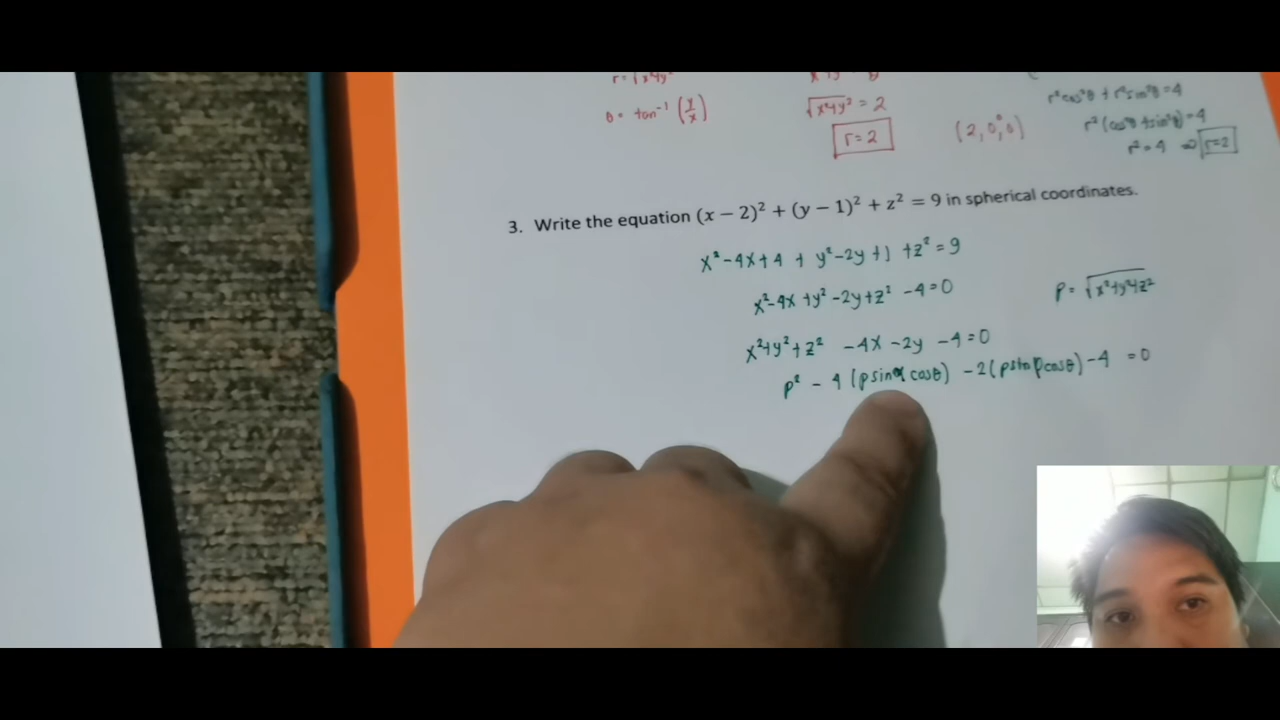 θ = tan⁻¹ (y/x)
√x²+y² = 2
r=2
(2,0,0)
r²cos²θ + r²sin²θ = 4
r² (cos²θ + sin²θ) = 4
r² = 4 ⇒ r=2
3. Write the equation (x − 2)² + (y − 1)² + z² = 9 in spherical coordinates.
x² -4x+4 + y² -2y +1 +z² = 9
x² -4x +y² -2y +z² -4=0
ρ = √x²+y²+z²
x²+y²+z² -4x -2y -4=0
ρ² - 4 (ρsinα cosθ) -2(ρsinβcosθ) -4 =0